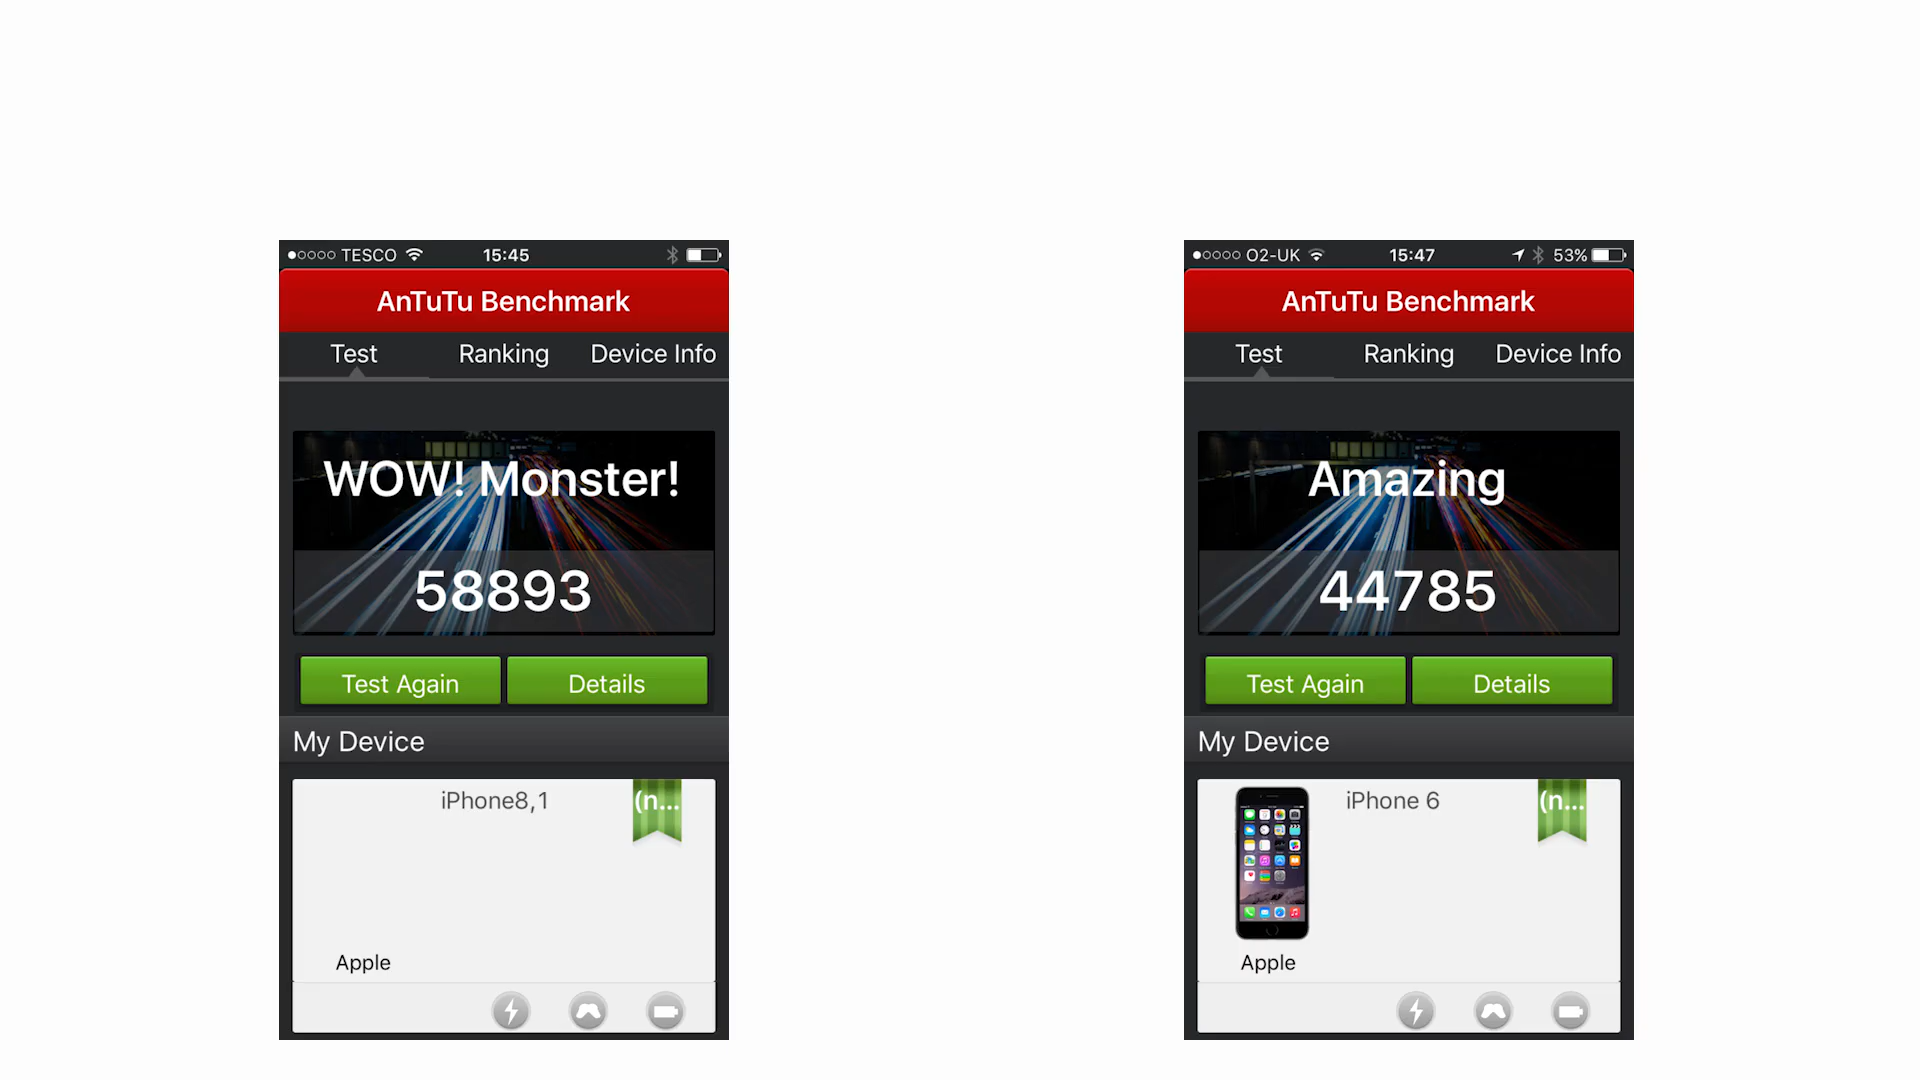 TESCO 15:45
AnTuTu Benchmark
Test Ranking Device Info
WOW! Monster!
58893
Test Again Details
My Device
iPhone8,1 (n...
Apple
O2-UK 15:47 53%
AnTuTu Benchmark
Test Ranking Device Info
Amazing
44785
Test Again Details
My Device
iPhone 6 (n...
Apple